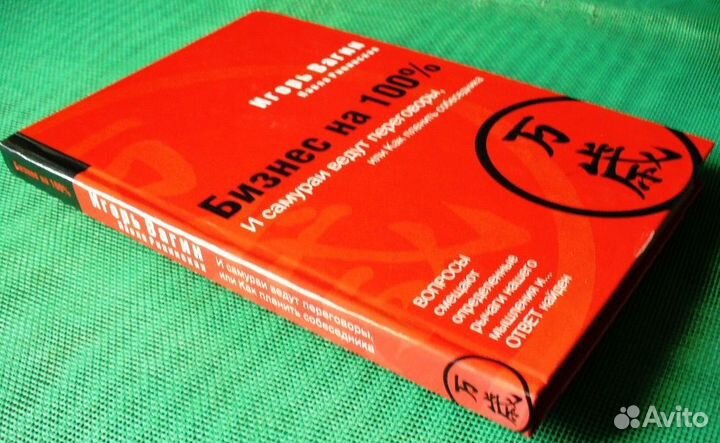 Игорь Вагин
Бизнес на 100%
И самураи ведут переговоры,
или Как пленить собеседника
万
歳
ВОПРОСЫ
смещают
определенные
рычаги нашего
мышления и...
ОТВЕТ найден
Бизнес на 100%
Игорь Вагин
И самураи ведут переговоры,
или Как пленить собеседника
万
歳
Avito